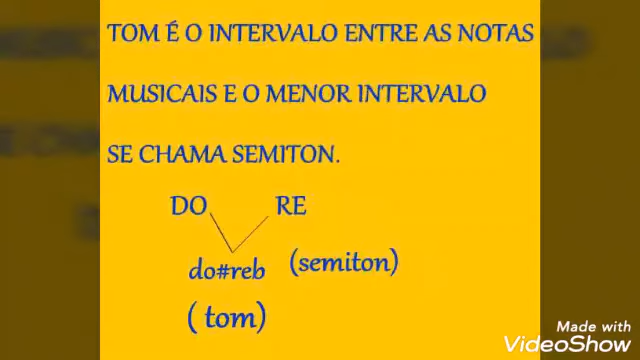 TOM É O INTERVALO ENTRE AS NOTAS
MUSICAIS E O MENOR INTERVALO
SE CHAMA SEMITON.
DO RE
do#reb (semiton)
( tom)
Made with
VideoShow